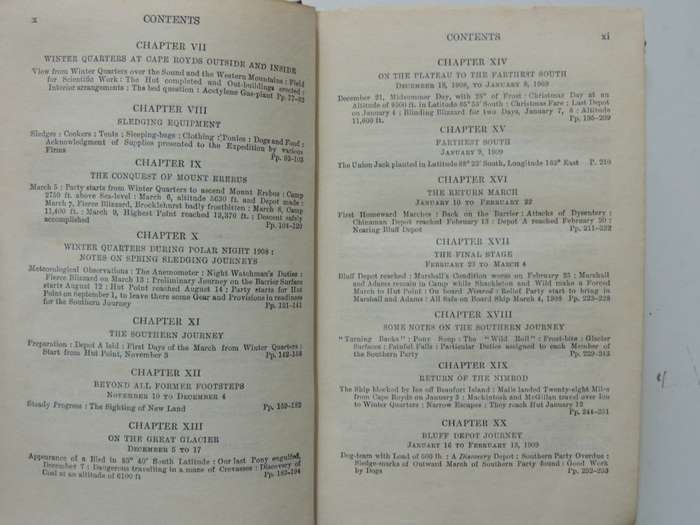 x CONTENTS
CHAPTER VII
WINTER QUARTERS AT CAPE ROYDS OUTSIDE AND INSIDE
View from Winter Quarters over the Sound and the Western Mountains : Field
for Scientific Work : The Hut completed and Out-buildings erected :
Interior arrangements : The bed question : Acetylene Gas-plant Pp. 77-92
CHAPTER VIII
SLEDGING EQUIPMENT
Sledges : Cookers : Tents : Sleeping-bags : Clothing : Ponies : Dogs and Food :
Acknowledgment of Supplies presented to the Expedition by various
Firms Pp. 93-103
CHAPTER IX
THE CONQUEST OF MOUNT EREBUS
March 5 : Party starts from Winter Quarters to ascend Mount Erebus : Camp
2750 ft. above Sea-level : March 6, altitude 5630 and Depot made :
March 7, Fierce Blizzard, Brocklehurst badly frostbitten : March 8, Camp
11,400 ft. : March 9, Highest Point reached 13,370 ft. : Descent safely
accomplished Pp. 104-120
CHAPTER X
WINTER QUARTERS DURING POLAR NIGHT 1908 :
NOTES ON SPRING SLEDGING JOURNEYS
Meteorological Observations : The Anemometer : Night Watchman's Duties :
Fierce Blizzard on March 13 : Preliminary Journey on the Barrier Surface
starts August 12 : Hut Point reached August 14 : Party starts for Hut
Point on September 1, to leave there some Gear and Provisions in readiness
for the Southern Journey Pp. 121-141
CHAPTER XI
THE SOUTHERN JOURNEY
Preparation : Depot A laid : First Days of the March from Winter Quarters :
Start from Hut Point, November 3 Pp. 142-158
CHAPTER XII
BEYOND ALL FORMER FOOTSTEPS
NOVEMBER 10 TO DECEMBER 4
Steady Progress : The Sighting of New Land Pp. 159-182
CHAPTER XIII
ON THE GREAT GLACIER
DECEMBER 5 TO 17
Appearance of a Bird in 83° 40' South Latitude : Our last Pony engulfed,
December 7 : Dangerous travelling in a maze of Crevasses : Discovery of
Coal at an altitude of 6100 ft Pp. 183-194
CONTENTS xi
CHAPTER XIV
ON THE PLATEAU TO THE FARTHEST SOUTH
DECEMBER 18, 1908, TO JANUARY 8, 1909
December 21, Midsummer Day, with 28° of Frost : Christmas Day at an
Altitude of 9500 ft. in Latitude 85° 55' South : Christmas Fare : Last Depot
on January 4 : Blinding Blizzard for two Days, January 7, 8 : Altitude
11,600 ft. Pp. 195-209
CHAPTER XV
FARTHEST SOUTH
JANUARY 9, 1909
The Union Jack planted in Latitude 88° 23' South, Longitude 162° East P. 210
CHAPTER XVI
THE RETURN MARCH
JANUARY 10 TO FEBRUARY 22
First Homeward Marches : Back on the Barrier : Attacks of Dysentery :
Chinaman Depot reached February 13 : Depot A reached February 20 :
Nearing Bluff Depot Pp. 211-222
CHAPTER XVII
THE FINAL STAGE
FEBRUARY 23 TO MARCH 4
Bluff Depot reached : Marshall's Condition worse on February 25 : Marshall
and Adams remain in Camp while Shackleton and Wild make a Forced
March to Hut Point : On board Nimrod : Relief Party start to bring in
Marshall and Adams : All Safe on Board Ship March 4, 1909 Pp. 223-228
CHAPTER XVIII
SOME NOTES ON THE SOUTHERN JOURNEY
"Turning Backs" : Pony Soup : The "Wild Roll" : Frost-bite : Glacier
Surfaces : Painful Falls : Particular Duties assigned to each Member of
the Southern Party Pp. 229-243
CHAPTER XIX
RETURN OF THE NIMROD
The Ship blocked by Ice off Beaufort Island : Mails landed Twenty-eight Miles
from Cape Royds on January 3 : Mackintosh and McGillan travel over Ice
to Winter Quarters : Narrow Escapes : They reach Hut January 12
Pp. 244-251
CHAPTER XX
BLUFF DEPOT JOURNEY
JANUARY 15 TO FEBRUARY 13, 1909
Dog-team with Load of 500 lb. : A Discovery Depot : Southern Party Overdue :
Sledge-marks of Outward March of Southern Party found : Good Work
by Dogs Pp. 252-253